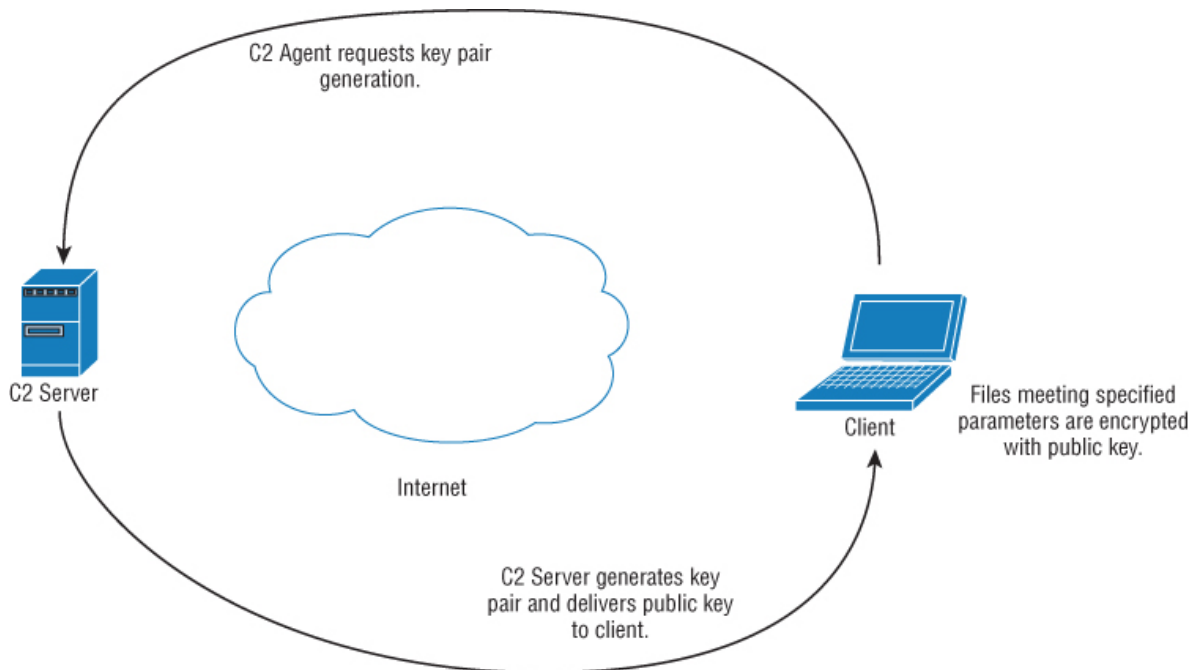 C2 Agent requests key pair
generation.
C2 Server
Client
Files meeting specified
parameters are encrypted
with public key.
Internet
C2 Server generates key
pair and delivers public key
to client.